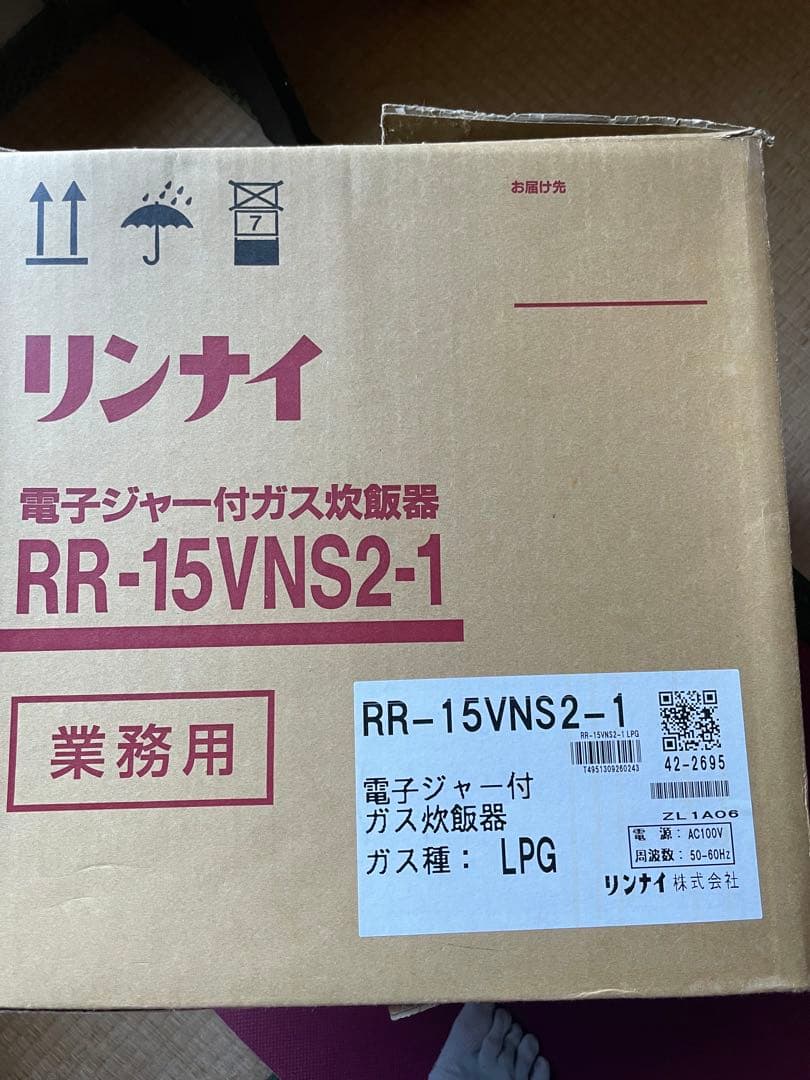 お届け先
7
リンナイ
電子ジャー付ガス炊飯器
RR-15VNS2-1
業務用
RR-15VNS2-1
RR-15VNS2-1 LPG
T4951309260243
42-2695
電子ジャー付
ガス炊飯器
ガス種： LPG
ZL1A06
電 源： AC100V
周波数： 50-60Hz
リンナイ株式会社